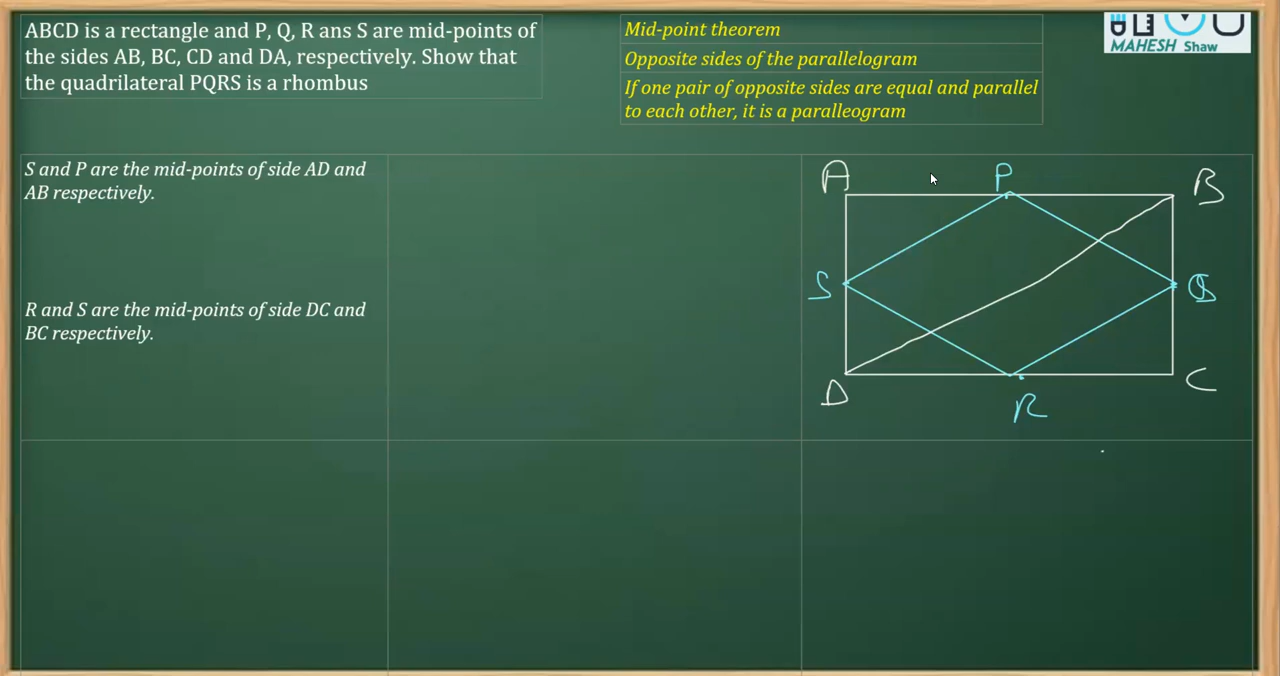 ABCD is a rectangle and P, Q, R ans S are mid-points of
the sides AB, BC, CD and DA, respectively. Show that
the quadrilateral PQRS is a rhombus
Mid-point theorem
Opposite sides of the parallelogram
If one pair of opposite sides are equal and parallel
to each other, it is a paralleogram
MAHESH Shaw
S and P are the mid-points of side AD and
AB respectively.
R and S are the mid-points of side DC and
BC respectively.
A
P
B
S
Q
D
R
C